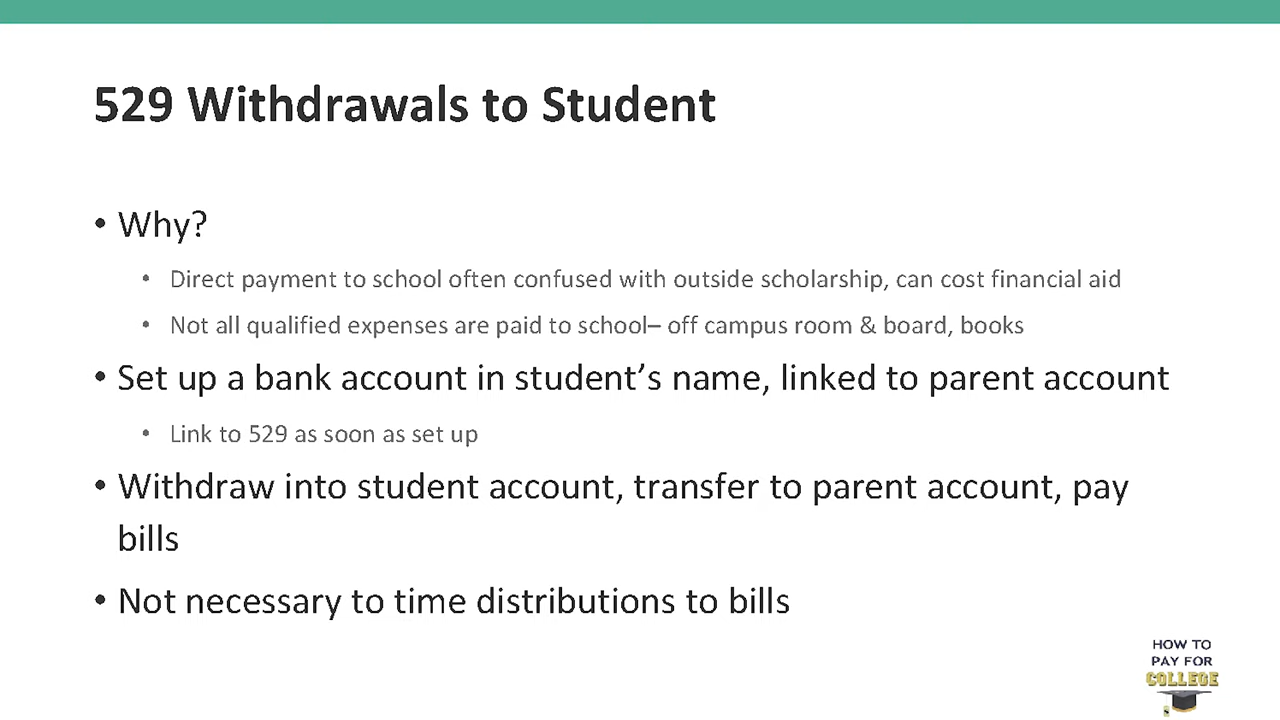 529 Withdrawals to Student
• Why?
• Direct payment to school often confused with outside scholarship, can cost financial aid
• Not all qualified expenses are paid to school– off campus room & board, books
• Set up a bank account in student’s name, linked to parent account
• Link to 529 as soon as set up
• Withdraw into student account, transfer to parent account, pay
bills
• Not necessary to time distributions to bills
HOW TO
PAY FOR
COLLEGE